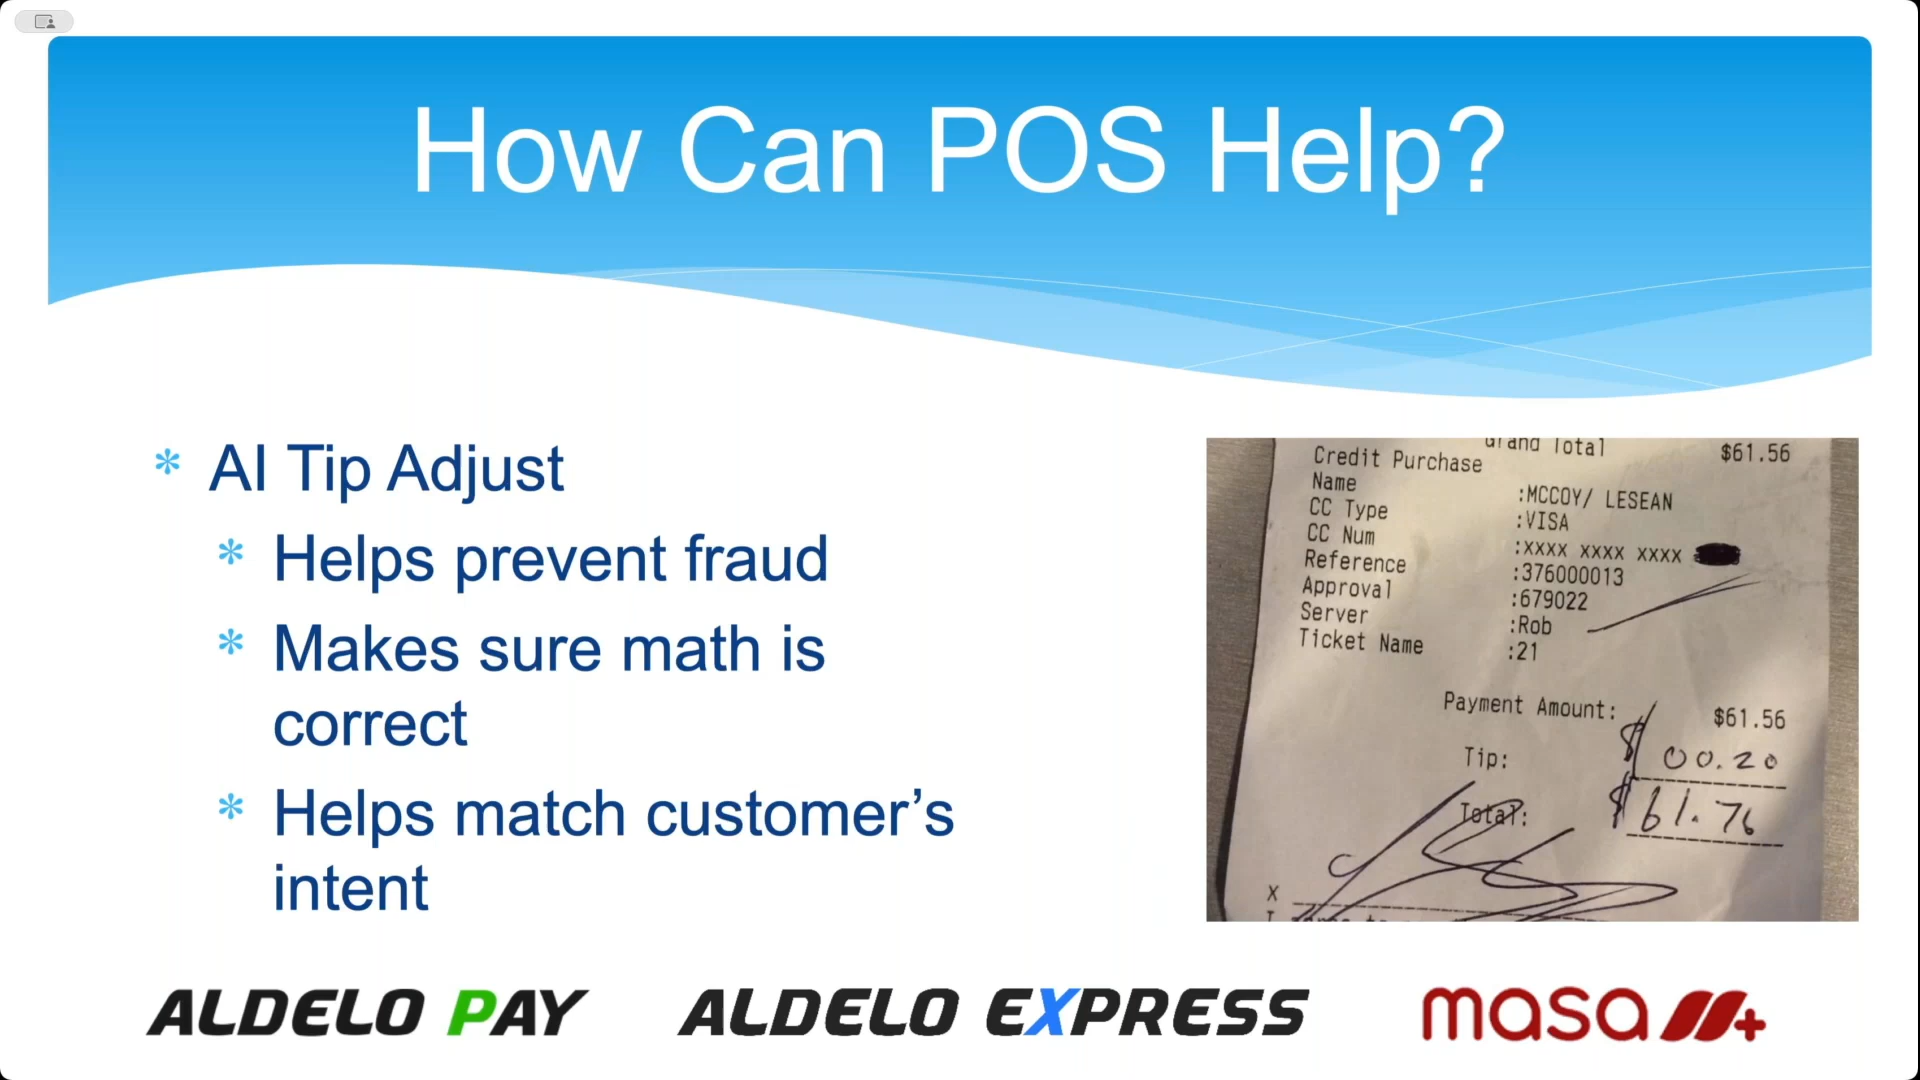 How Can POS Help?
* AI Tip Adjust
* Helps prevent fraud
* Makes sure math is
correct
* Helps match customer’s
intent
Grand Total $61.56
Credit Purchase
Name :MCCOY/ LESEAN
CC Type :VISA
CC Num :XXXX XXXX XXXX
Reference :376000013
Approval :679022
Server :Rob
Ticket Name :21
Payment Amount: $61.56
Tip: $ 00.20
Total: $ 61.76
X
ALDELO PAY
ALDELO EXPRESS
masa